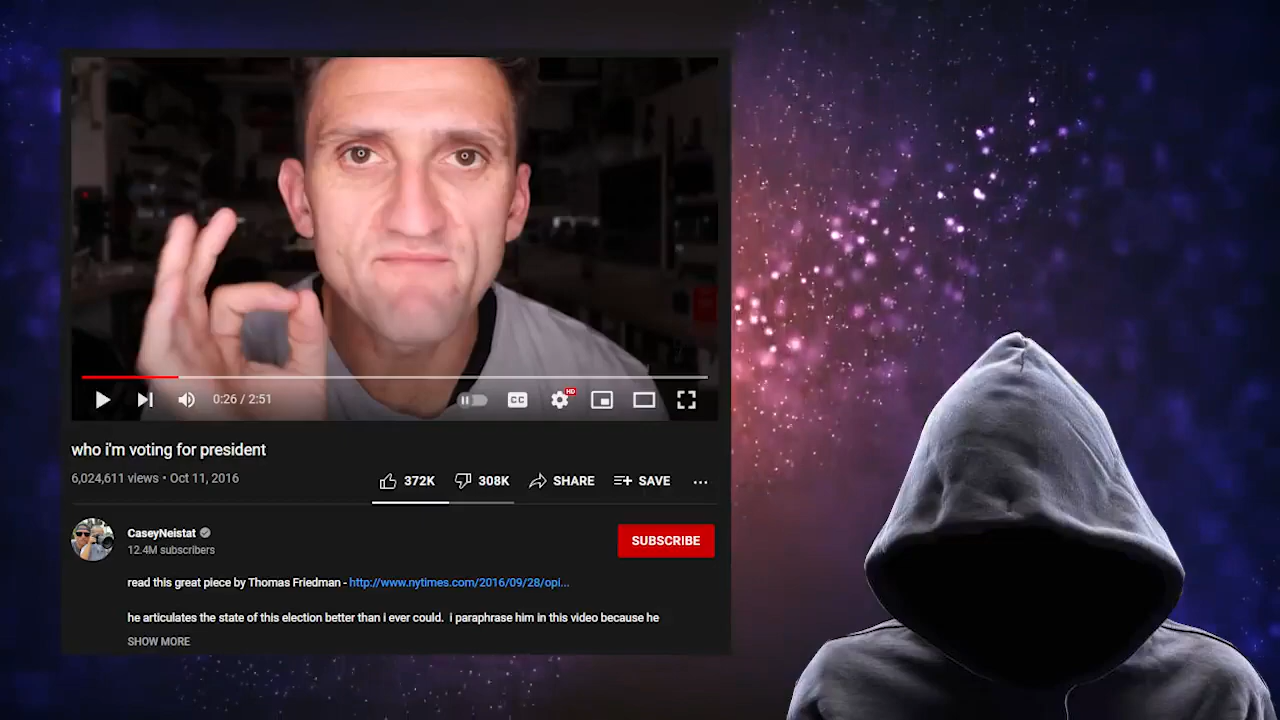 0:26 / 2:51
CC
HD
who i'm voting for president
6,024,611 views • Oct 11, 2016
372K 308K SHARE SAVE ...
CaseyNeistat
12.4M subscribers
SUBSCRIBE
read this great piece by Thomas Friedman - http://www.nytimes.com/2016/09/28/opi...
he articulates the state of this election better than i ever could. i paraphrase him in this video because he
SHOW MORE